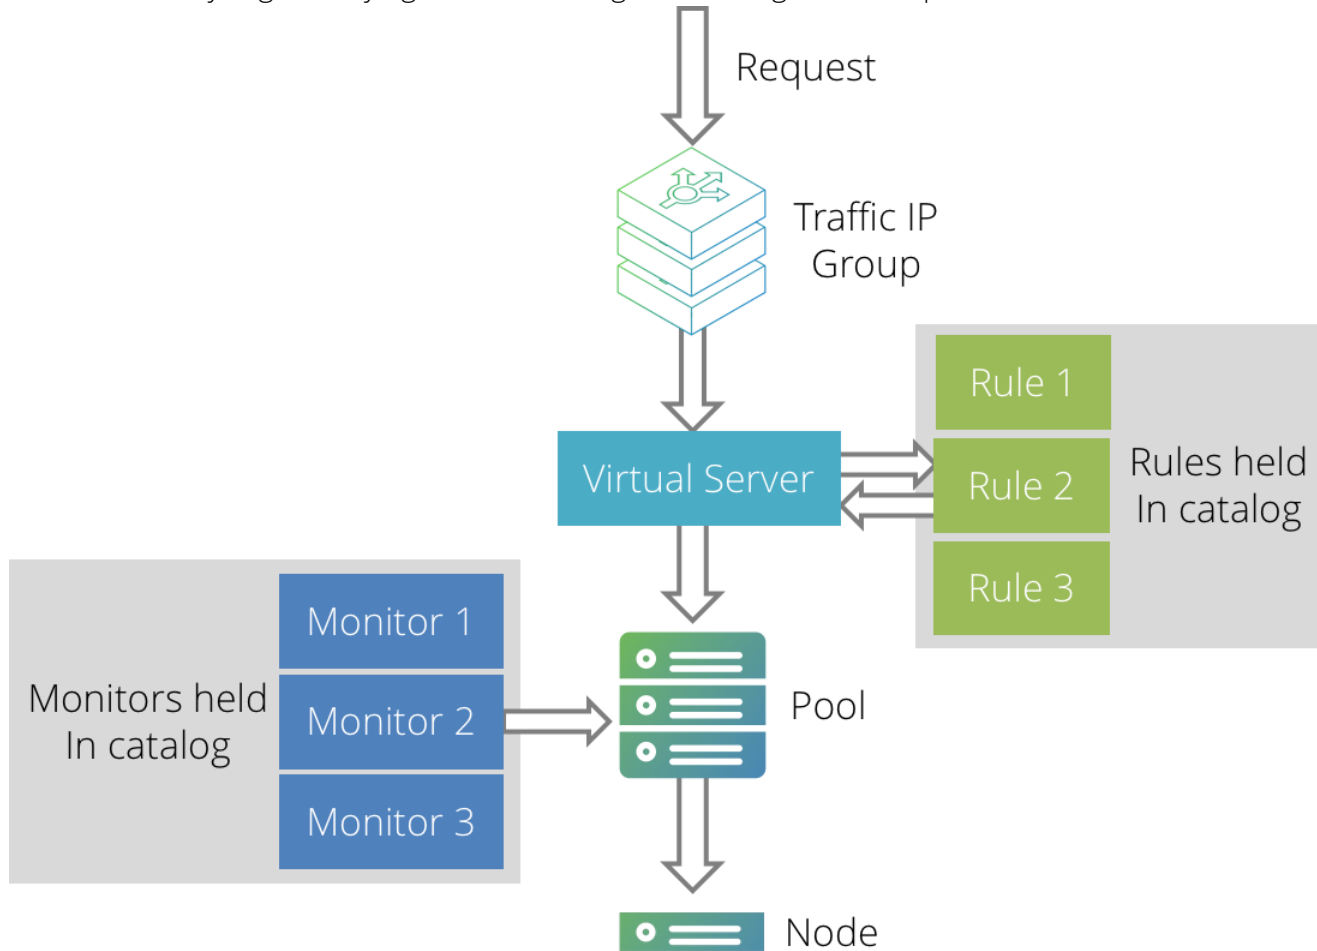 Request
Traffic IP
Group
Rule 1
Virtual Server
Rule 2
Rules held
In catalog
Rule 3
Monitor 1
Monitors held
In catalog
Monitor 2
Pool
Monitor 3
Node